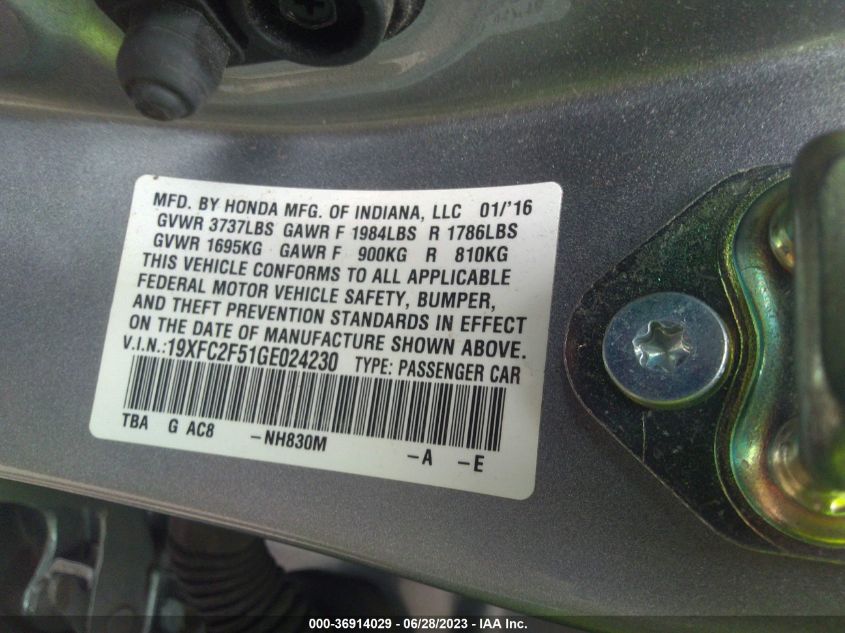 MFD. BY HONDA MFG. OF INDIANA, LLC 01/'16
GVWR 3737LBS GAWR F 1984LBS R 1786LBS
GVWR 1695KG GAWR F 900KG R 810KG
THIS VEHICLE CONFORMS TO ALL APPLICABLE
FEDERAL MOTOR VEHICLE SAFETY, BUMPER,
AND THEFT PREVENTION STANDARDS IN EFFECT
ON THE DATE OF MANUFACTURE SHOWN ABOVE.
V.I.N.:19XFC2F51GE024230 TYPE: PASSENGER CAR
TBA G AC8 -NH830M -A -E
000-36914029 - 06/28/2023 - IAA Inc.